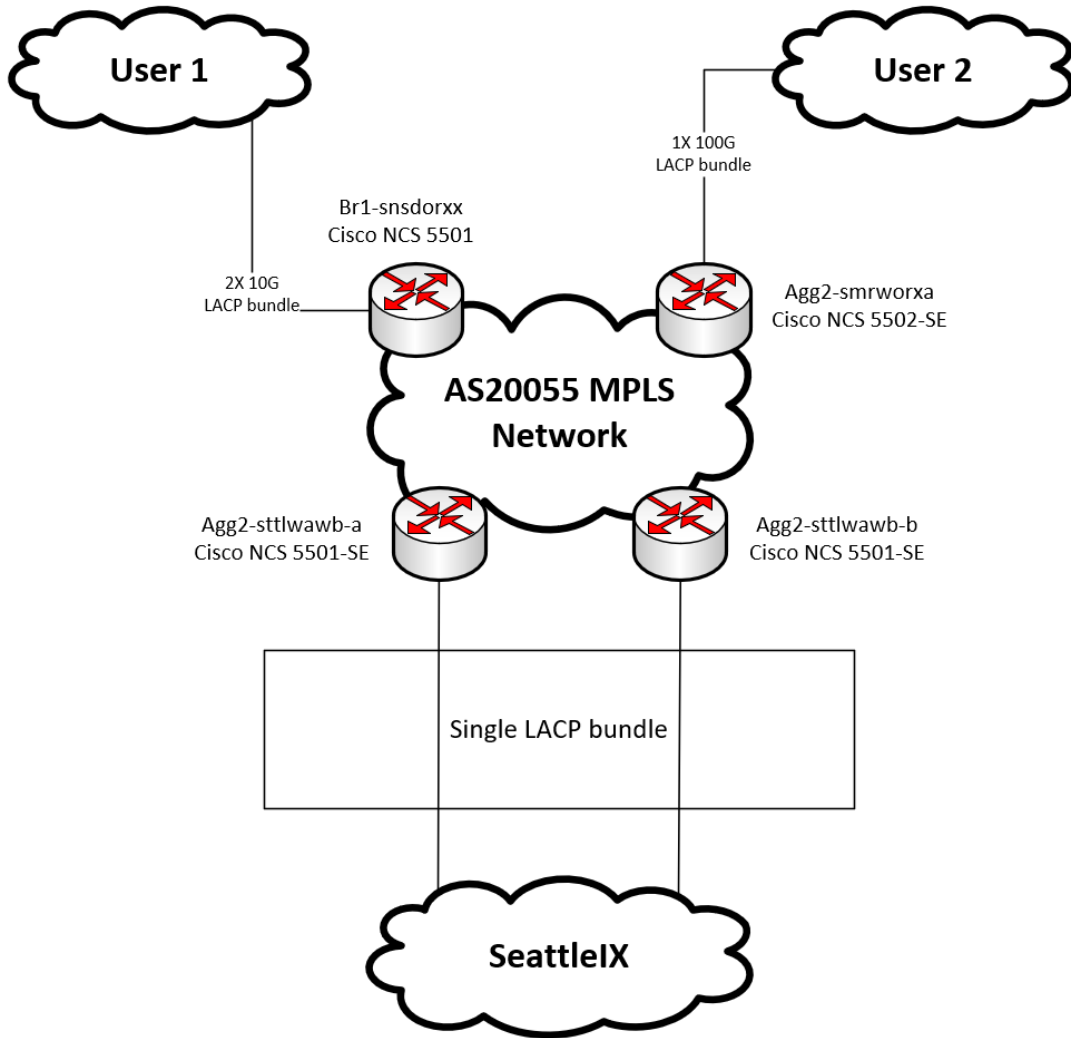 User 1
User 2
1X 100G
LACP bundle
Br1-snsdorxx
Cisco NCS 5501
2X 10G
LACP bundle
Agg2-smrworxa
Cisco NCS 5502-SE
AS20055 MPLS
Network
Agg2-sttlwawb-a
Cisco NCS 5501-SE
Agg2-sttlwawb-b
Cisco NCS 5501-SE
Single LACP bundle
SeattleIX